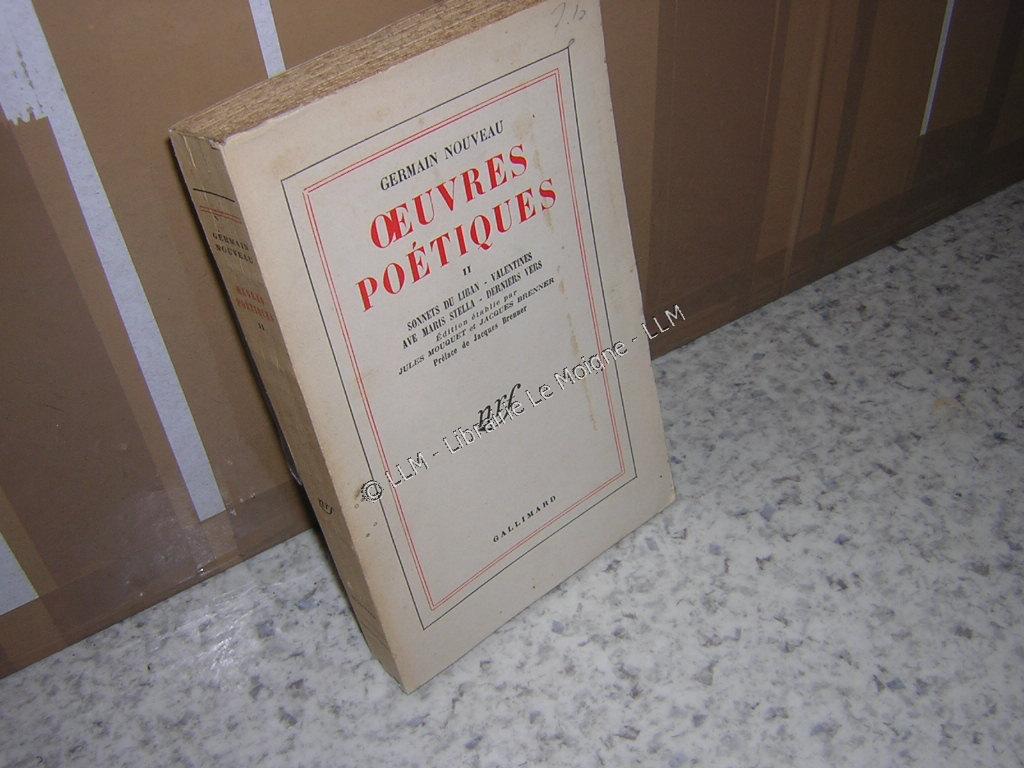 GERMAIN NOUVEAU
ŒUVRES
POÉTIQUES
II
SONNETS DU LIBAN - VALENTINES
AVE MARIS STELLA - DERNIERS VERS
Édition établie par
JULES MOUQUET et JACQUES BRENNER
Préface de Jacques Brenner
nrf
GALLIMARD
GERMAIN
NOUVEAU
POÉTIQUES
II
nrf
© LLM - Librairie Le Moigne - LLM